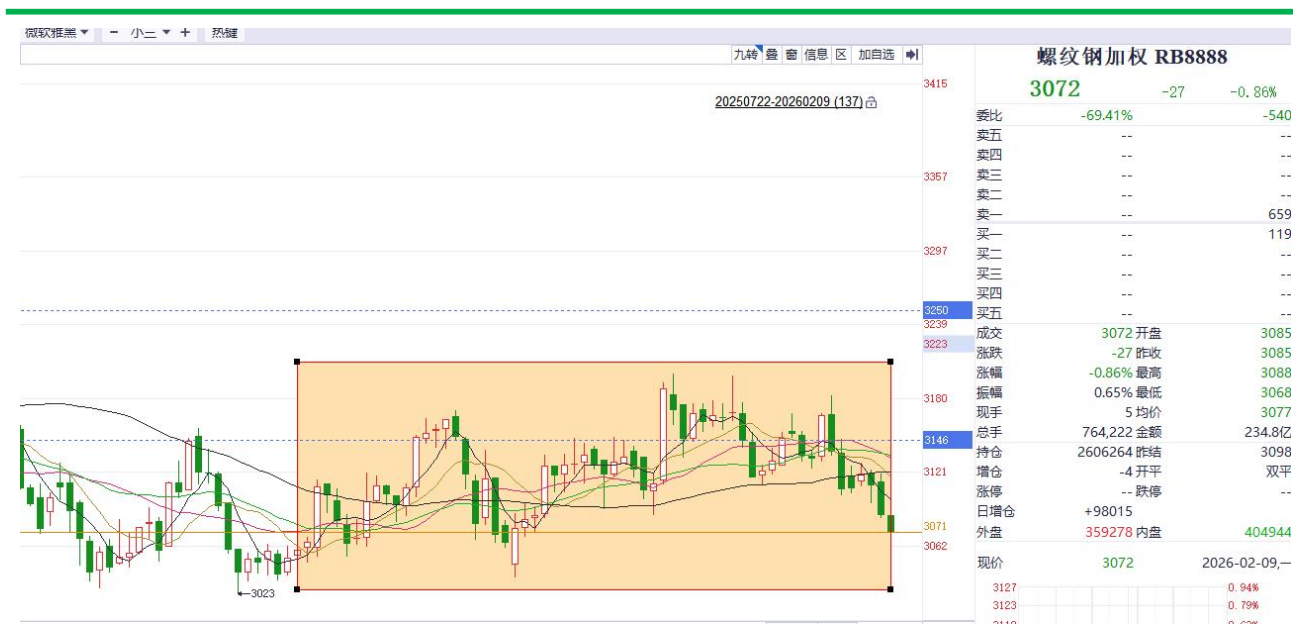 微软雅黑 − 小三 + 热键
九转 叠 窗 信息 区 加自选
20250722-20260209 (137)
3415
3357
3297
3250
3239
3223
3180
3146
3121
3071
3062
←3023
螺纹钢加权 RB8888
3072 -27 -0.86%
委比 -69.41% -540
卖五 -- --
卖四 -- --
卖三 -- --
卖二 -- --
卖一 -- 659
买一 -- 119
买二 -- --
买三 -- --
买四 -- --
买五 -- --
成交 3072 开盘 3085
涨跌 -27 昨收 3085
涨幅 -0.86% 最高 3088
振幅 0.65% 最低 3068
现手 5 均价 3077
总手 764,222 金额 234.8亿
持仓 2606264 昨结 3098
增仓 -4 开平 双平
涨停 -- 跌停 --
日增仓 +98015
外盘 359278 内盘 404944
现价 3072 2026-02-09,一
3127 0.94%
3123 0.79%